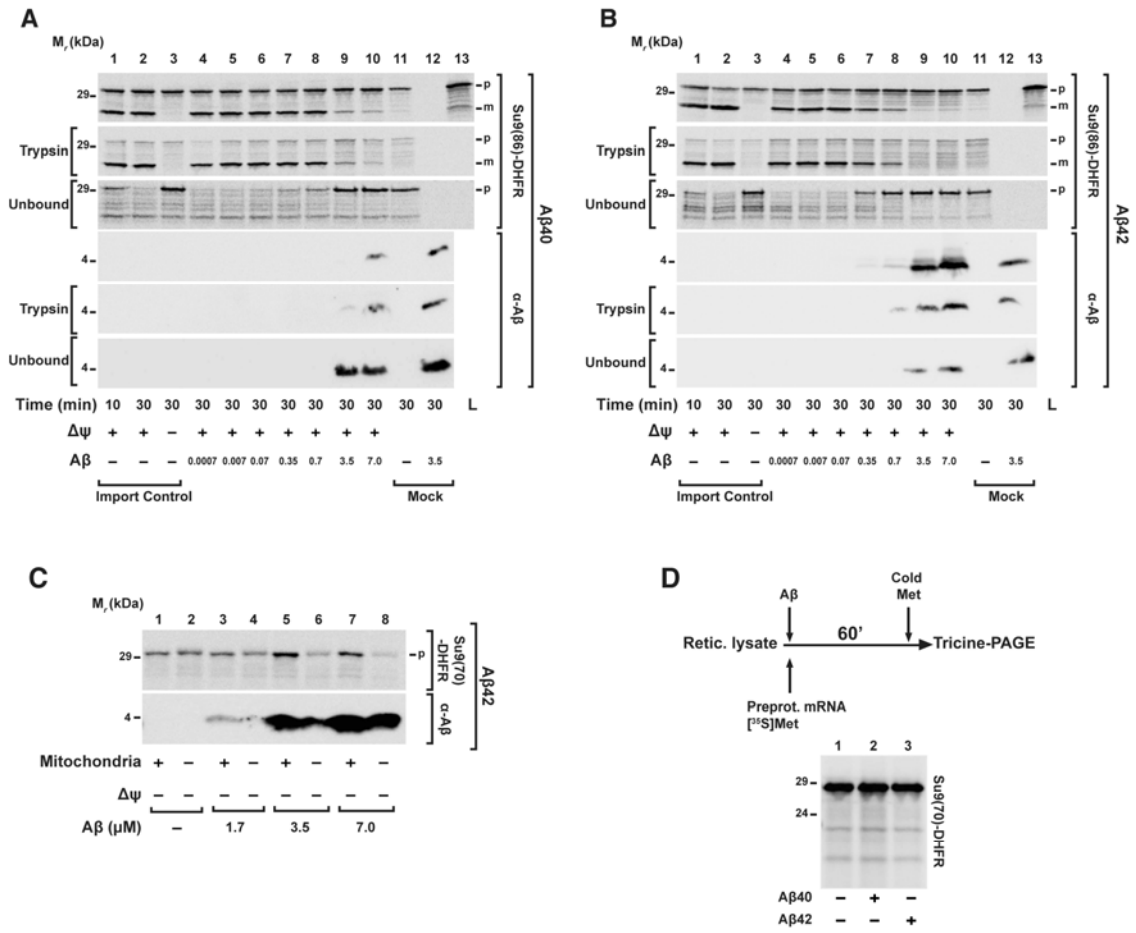 A
M r (kDa)
1 2 3 4 5 6 7 8 9 10 11 12 13
29
p
m
Su9(86)-DHFR
Trypsin
29
p
m
Unbound
29
p
Aβ40
4
α-Aβ
Trypsin
4
Unbound
4
Time (min) 10 30 30 30 30 30 30 30 30 30 30 30 L
Δψ + + – + + + + + + +
Aβ – – – 0.0007 0.007 0.07 0.35 0.7 3.5 7.0 – 3.5
Import Control Mock
B
M r (kDa)
1 2 3 4 5 6 7 8 9 10 11 12 13
29
p
m
Su9(86)-DHFR
Trypsin
29
p
m
Unbound
29
p
Aβ42
4
α-Aβ
Trypsin
4
Unbound
4
Time (min) 10 30 30 30 30 30 30 30 30 30 30 30 L
Δψ + + – + + + + + + +
Aβ – – – 0.0007 0.007 0.07 0.35 0.7 3.5 7.0 – 3.5
Import Control Mock
C
M r (kDa)
1 2 3 4 5 6 7 8
29
p
Su9(70)
-DHFR
Aβ42
4
α-Aβ
Mitochondria + – + – + – + –
Δψ – – – – – – – –
Aβ (μM) – 1.7 3.5 7.0
D
Aβ
Cold
Met
Retic. lysate 60' Tricine-PAGE
Preprot. mRNA
[³⁵S]Met
1 2 3
29
24
Su9(70)-DHFR
Aβ40 – + –
Aβ42 – – +